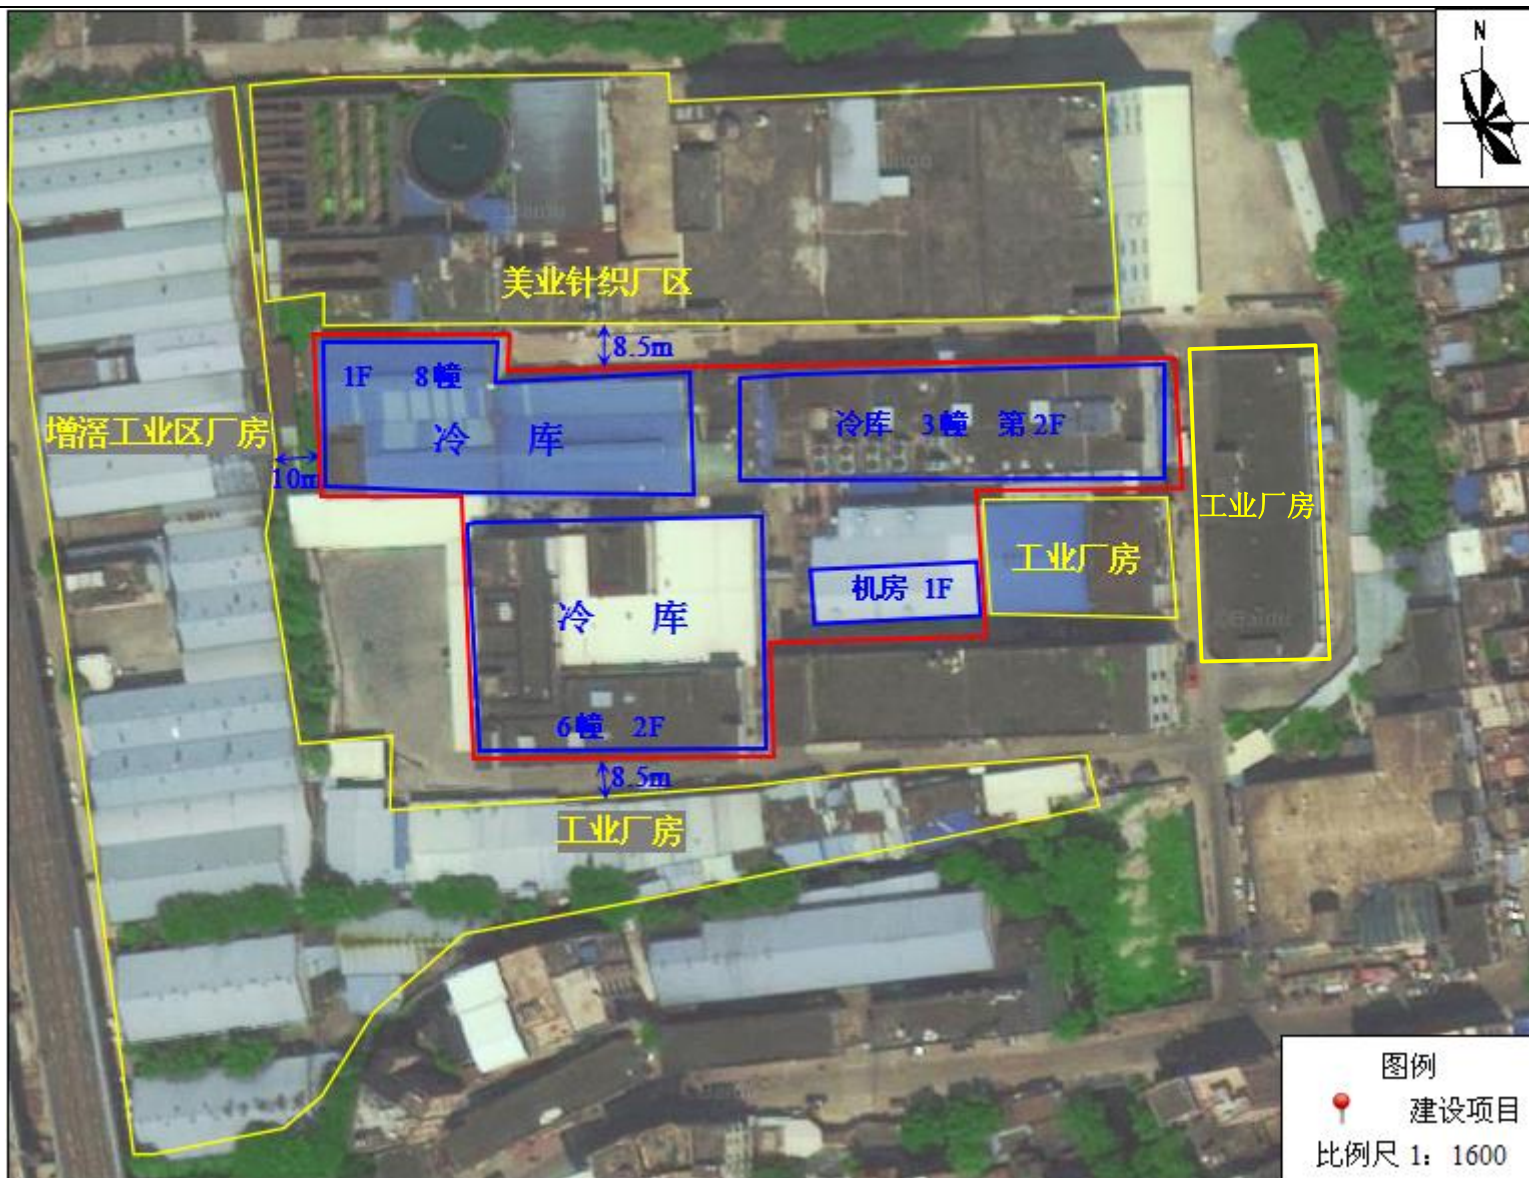 N
美业针织厂区
8.5m
1F 8幢
冷 库
冷库 3幢 第2F
增滘工业区厂房
10m
工业厂房
工业厂房
机房 1F
冷 库
6幢 2F
8.5m
工业厂房
图例
建设项目
比例尺 1：1600